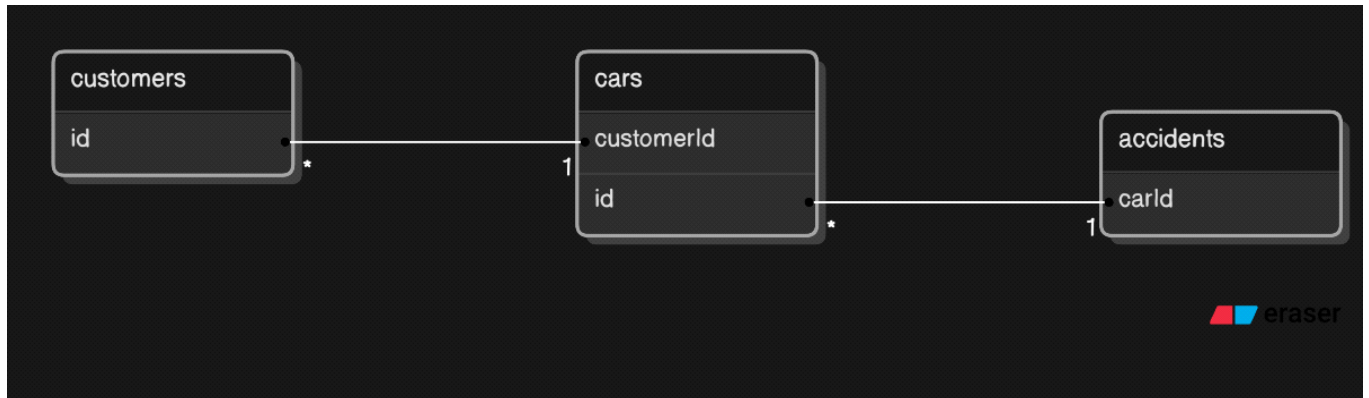 customers
id
*
1
cars
customerId
id
*
1
accidents
carId
eraser